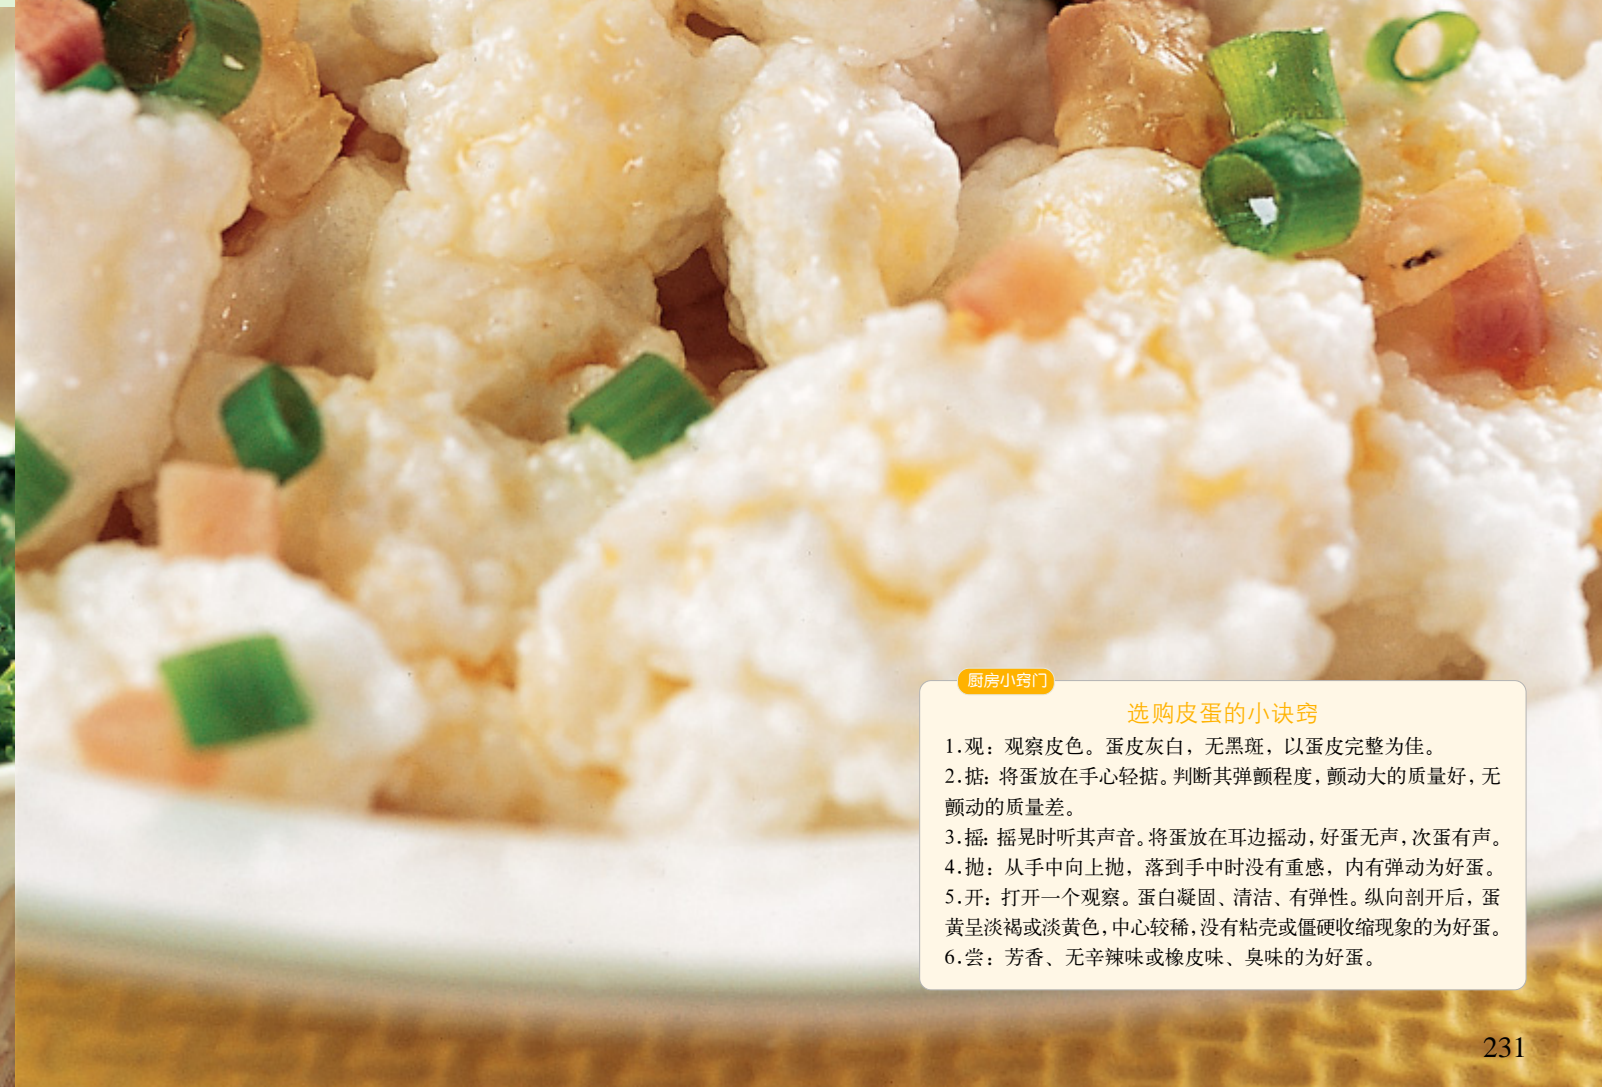 厨房小窍门
选购皮蛋的小诀窍
1.观：观察皮色。蛋皮灰白，无黑斑，以蛋皮完整为佳。
2.掂：将蛋放在手心轻掂。判断其弹颤程度，颤动大的质量好，无
颤动的质量差。
3.摇：摇晃时听其声音。将蛋放在耳边摇动，好蛋无声，次蛋有声。
4.抛：从手中向上抛，落到手中时没有重感，内有弹动为好蛋。
5.开：打开一个观察。蛋白凝固、清洁、有弹性。纵向剖开后，蛋
黄呈淡褐或淡黄色，中心较稀，没有粘壳或僵硬收缩现象的为好蛋。
6.尝：芳香、无辛辣味或橡皮味、臭味的为好蛋。
231